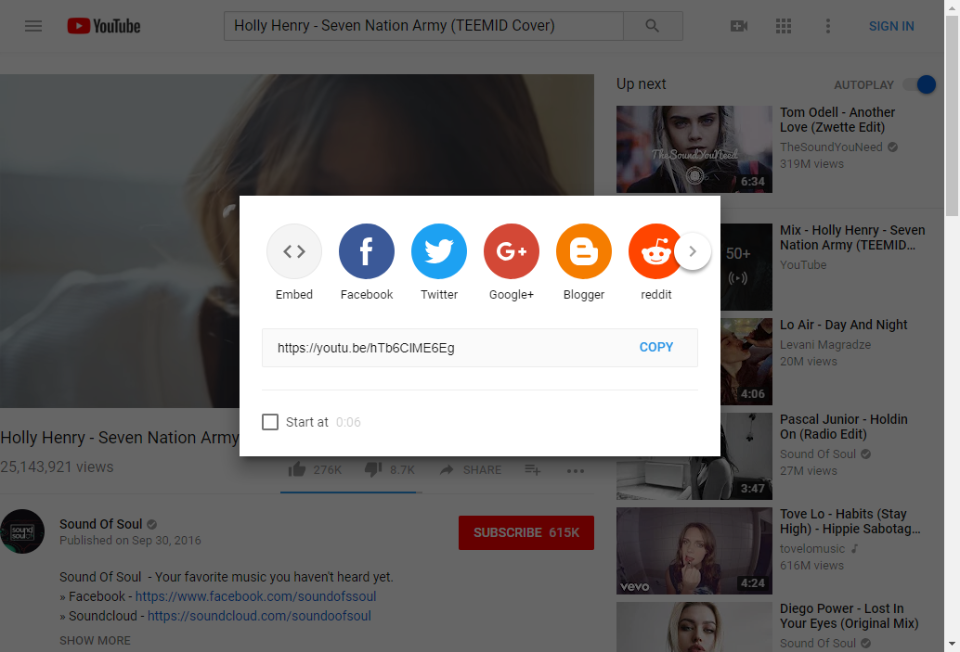 YouTube
Holly Henry - Seven Nation Army (TEEMID Cover)
SIGN IN
Up next
AUTOPLAY
TheSoundYouNeed
6:34
Tom Odell - Another
Love (Zwette Edit)
TheSoundYouNeed
319M views
50+
Mix - Holly Henry - Seven
Nation Army (TEEMID...
YouTube
4:06
Lo Air - Day And Night
Levani Magradze
20M views
3:47
Pascal Junior - Holdin
On (Radio Edit)
Sound Of Soul
27M views
vevo
4:24
Tove Lo - Habits (Stay
High) - Hippie Sabotag...
tovelomusic
616M views
Diego Power - Lost In
Your Eyes (Original Mix)
Sound Of Soul
Embed
Facebook
Twitter
G+
Google+
Blogger
reddit
https://youtu.be/hTb6ClME6Eg
COPY
Start at 0:06
Holly Henry - Seven Nation Army
25,143,921 views
276K
8.7K
SHARE
sound
soul
Sound Of Soul
Published on Sep 30, 2016
SUBSCRIBE 615K
Sound Of Soul - Your favorite music you haven't heard yet.
» Facebook - https://www.facebook.com/soundofssoul
» Soundcloud - https://soundcloud.com/soundoofsoul
SHOW MORE